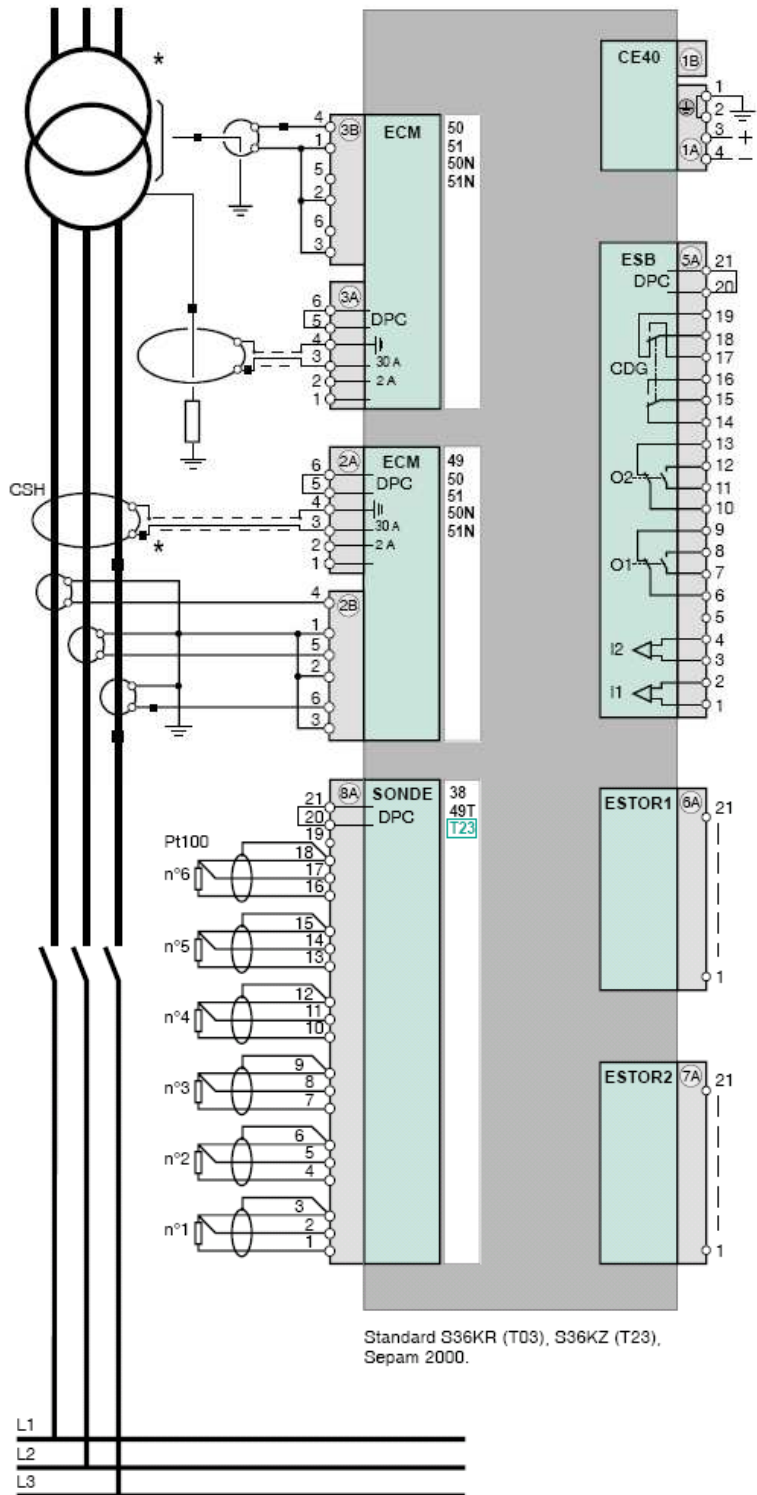 *
CE40
1B
1
2
3
+
1A
4
−
4
1
5
2
6
3
3B
ECM
50
51
50N
51N
6
5
4
3
2
1
3A
DPC
30 A
2 A
ESB
5A
DPC
21
20
19
18
17
CDG
16
15
14
13
12
O2
11
10
9
8
O1
7
6
5
4
I2
3
2
I1
1
CSH
*
6
5
4
3
2
1
2A
ECM
DPC
30 A
2 A
49
50
51
50N
51N
4
1
5
2
6
3
2B
8A
SONDE
DPC
38
49T
T23
21
20
19
Pt100
18
n°6
17
16
15
n°5
14
13
12
n°4
11
10
9
n°3
8
7
6
n°2
5
4
3
n°1
2
1
ESTOR1
6A
21
1
ESTOR2
7A
21
1
Standard S36KR (T03), S36KZ (T23),
Sepam 2000.
L1
L2
L3